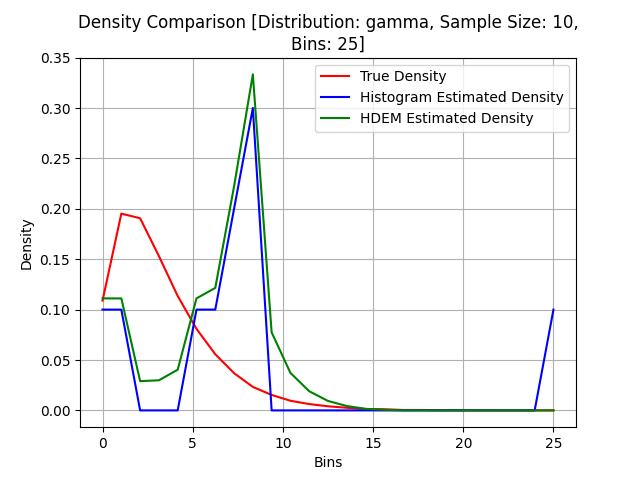 Density Comparison [Distribution: gamma, Sample Size: 10,
Bins: 25]
True Density
Histogram Estimated Density
HDEM Estimated Density
Density
0.35
0.30
0.25
0.20
0.15
0.10
0.05
0.00
0 5 10 15 20 25
Bins